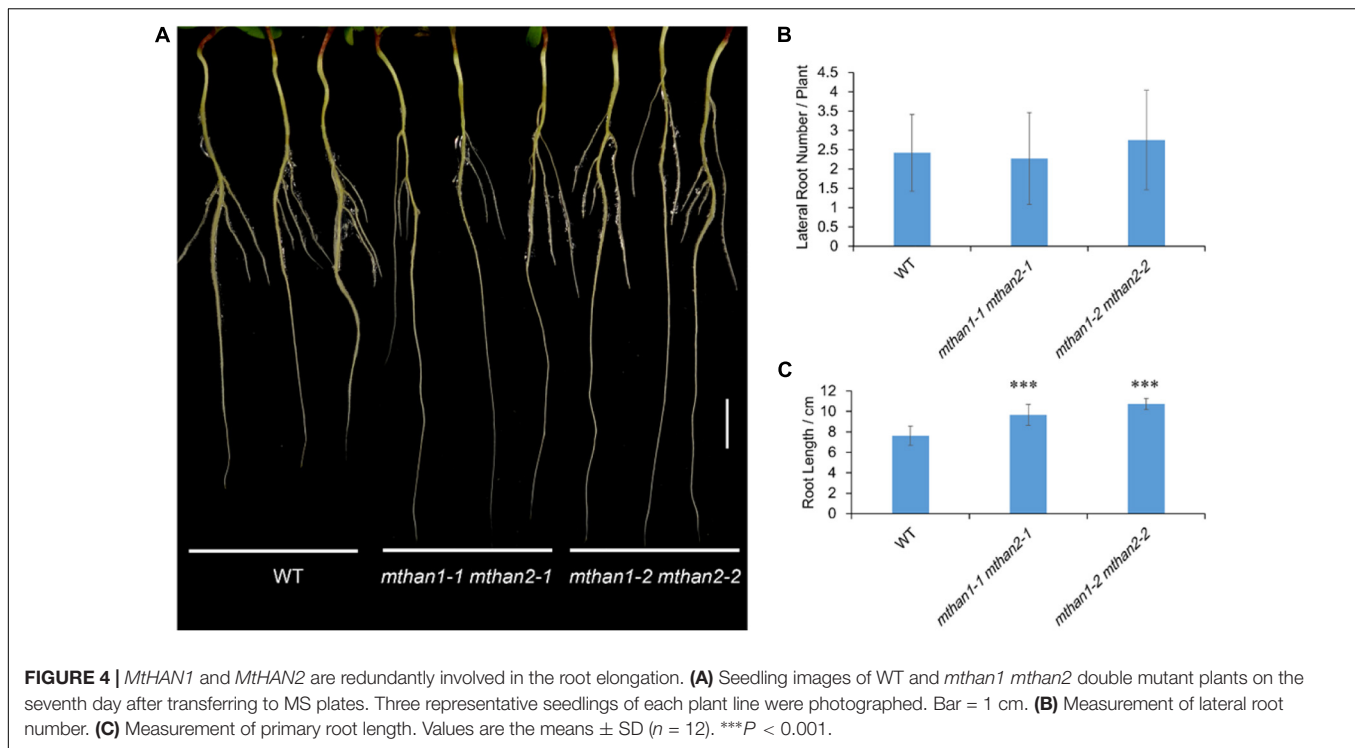 A
WT
mthan1-1 mthan2-1
mthan1-2 mthan2-2
B
Lateral Root Number / Plant
4.5
4
3.5
3
2.5
2
1.5
1
0.5
0
WT
mthan1-1 mthan2-1
mthan1-2 mthan2-2
C
Root Length / cm
12
10
8
6
4
2
0
***
***
WT
mthan1-1 mthan2-1
mthan1-2 mthan2-2
FIGURE 4 | MtHAN1 and MtHAN2 are redundantly involved in the root elongation. (A) Seedling images of WT and mthan1 mthan2 double mutant plants on the
seventh day after transferring to MS plates. Three representative seedlings of each plant line were photographed. Bar = 1 cm. (B) Measurement of lateral root
number. (C) Measurement of primary root length. Values are the means ± SD (n = 12). ***P < 0.001.